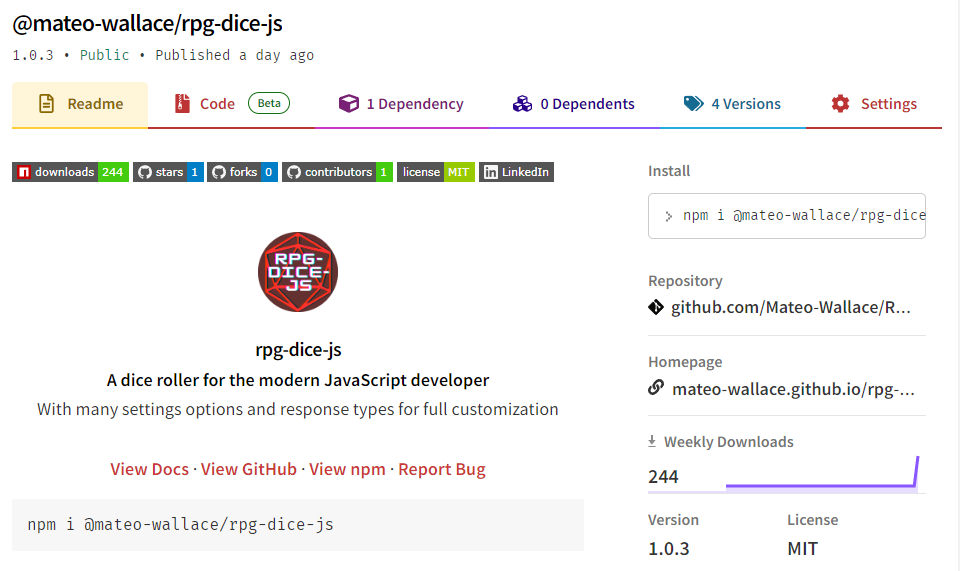 @mateo-wallace/rpg-dice-js
1.0.3 • Public • Published a day ago
Readme
Code Beta
1 Dependency
0 Dependents
4 Versions
Settings
downloads 244
stars 1
forks 0
contributors 1
license MIT
LinkedIn
RPG-
DICE-
JS
rpg-dice-js
A dice roller for the modern JavaScript developer
With many settings options and response types for full customization
View Docs · View GitHub · View npm · Report Bug
npm i @mateo-wallace/rpg-dice-js
Install
> npm i @mateo-wallace/rpg-dice
Repository
github.com/Mateo-Wallace/R...
Homepage
mateo-wallace.github.io/rpg-...
Weekly Downloads
244
Version
1.0.3
License
MIT